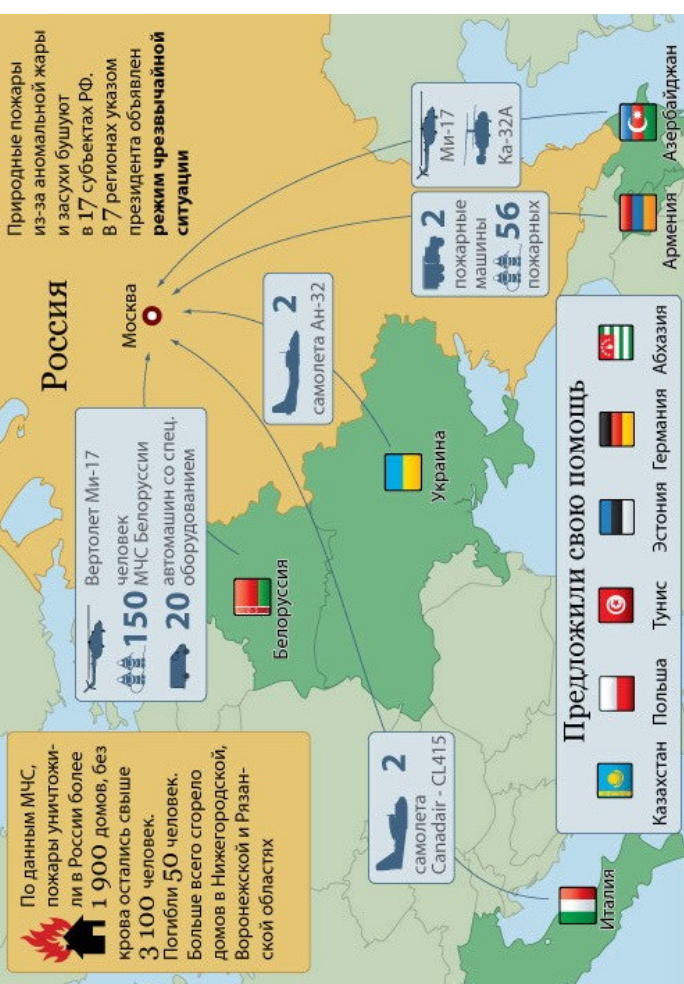 По данным МЧС,
пожары уничтожи-
ли в России более
1 900 домов, без
крова остались свыше
3 100 человек.
Погибли 50 человек.
Больше всего сгорело
домов в Нижегородской,
Воронежской и Рязан-
ской областях
Вертолет Ми-17
150 человек
МЧС Белоруссии
20 автомашин со спец.
оборудованием
Россия
Москва
Природные пожары
из-за аномальной жары
и засухи бушуют
в 17 субъектах РФ.
В 7 регионах указом
президента объявлен
режим чрезвычайной
ситуации
Белоруссия
2
самолета Ан-32
Украина
2
самолета
Canadair - CL415
Италия
2
пожарные
машины
56
пожарных
Армения
Ми-17
Ка-32А
Азербайджан
Предложили свою помощь
Казахстан
Польша
Тунис
Эстония
Германия
Абхазия